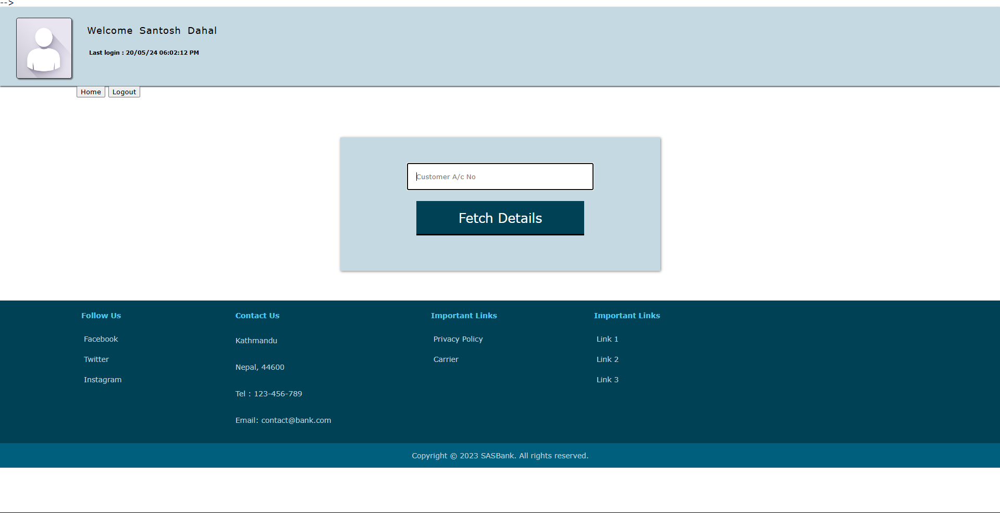 -->
Welcome Santosh Dahal
Last login : 20/05/24 06:02:12 PM
Home Logout
Customer A/c No
Fetch Details
Follow Us
Facebook
Twitter
Instagram
Contact Us
Kathmandu
Nepal, 44600
Tel : 123-456-789
Email: contact@bank.com
Important Links
Privacy Policy
Carrier
Important Links
Link 1
Link 2
Link 3
Copyright © 2023 SASBank. All rights reserved.